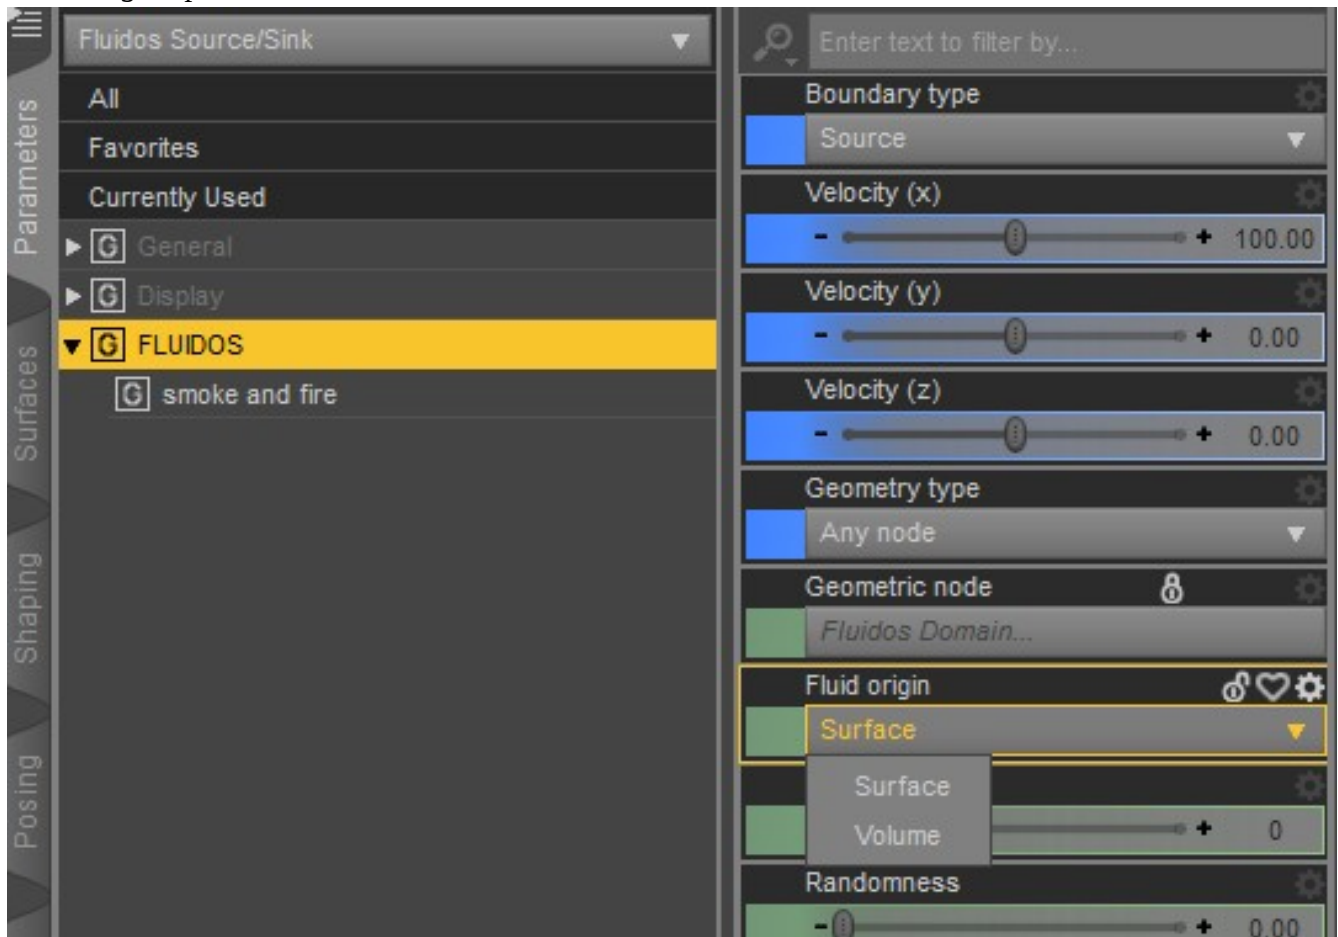 Parameters
Surfaces
Shaping
Posing
Fluidos Source/Sink
All
Favorites
Currently Used
G General
G Display
G FLUIDOS
G smoke and fire
Enter text to filter by...
Boundary type
Source
Velocity (x)
- + 100.00
Velocity (y)
- + 0.00
Velocity (z)
- + 0.00
Geometry type
Any node
Geometric node
Fluidos Domain...
Fluid origin
Surface
Surface
Volume
+ 0
Randomness
- + 0.00